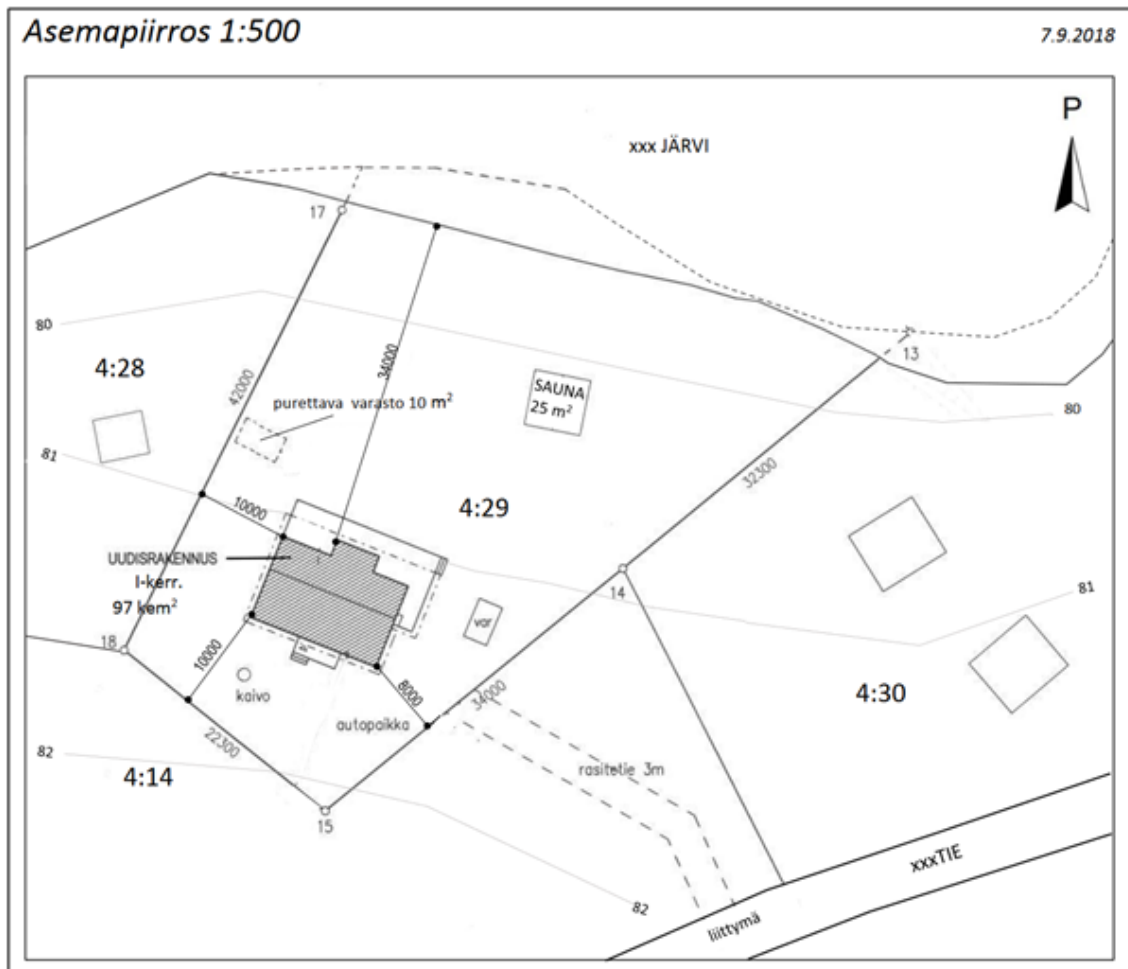 Asemapiirros 1:500
7.9.2018
P
xxx JÄRVI
17
13
80
4:28
34000
42000
purettava varasto 10 m²
SAUNA
25 m²
80
81
32300
10000
4:29
UUDISRAKENNUS
I-kerr.
97 kem²
14
81
var
18
10000
kaivo
8000
34000
4:30
autopaikka
22300
82
4:14
rasitetie 3m
15
xxxTIE
82
liittymä